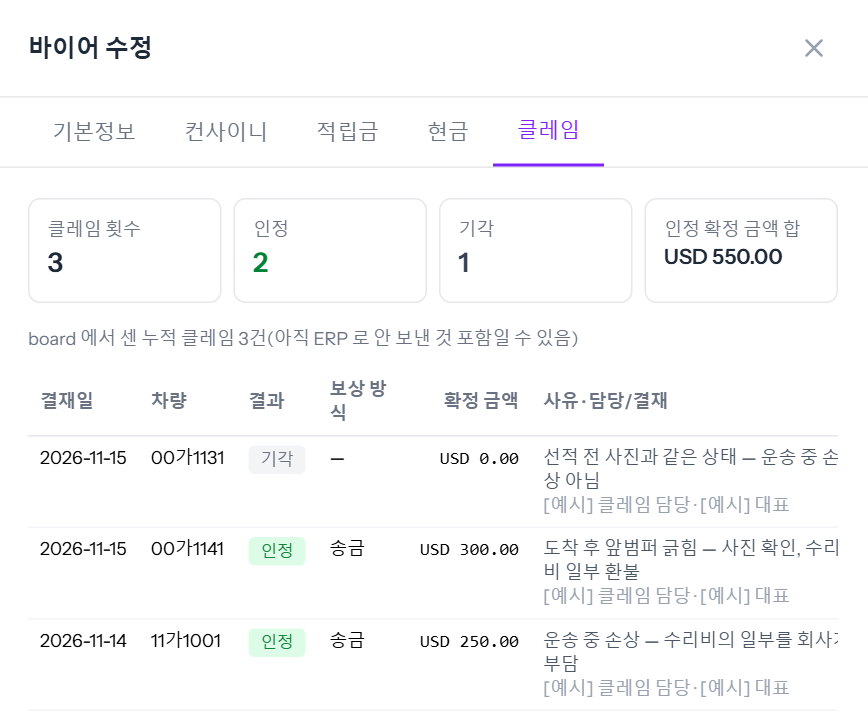 바이어 수정
기본정보 컨사이니 적립금 현금 클레임
클레임 횟수 인정 기각 인정 확정 금액 합
3 2 1 USD 550.00
board 에서 센 누적 클레임 3건(아직 ERP 로 안 보낸 것 포함일 수 있음)
결재일 차량 결과 보상 방식 확정 금액 사유·담당/결재
2026-11-15 00가1131 기각 — USD 0.00 선적 전 사진과 같은 상태 — 운송 중 손
상 아님
[예시] 클레임 담당·[예시] 대표
2026-11-15 00가1141 인정 송금 USD 300.00 도착 후 앞범퍼 긁힘 — 사진 확인, 수리
비 일부 환불
[예시] 클레임 담당·[예시] 대표
2026-11-14 11가1001 인정 송금 USD 250.00 운송 중 손상 — 수리비의 일부를 회사
부담
[예시] 클레임 담당·[예시] 대표